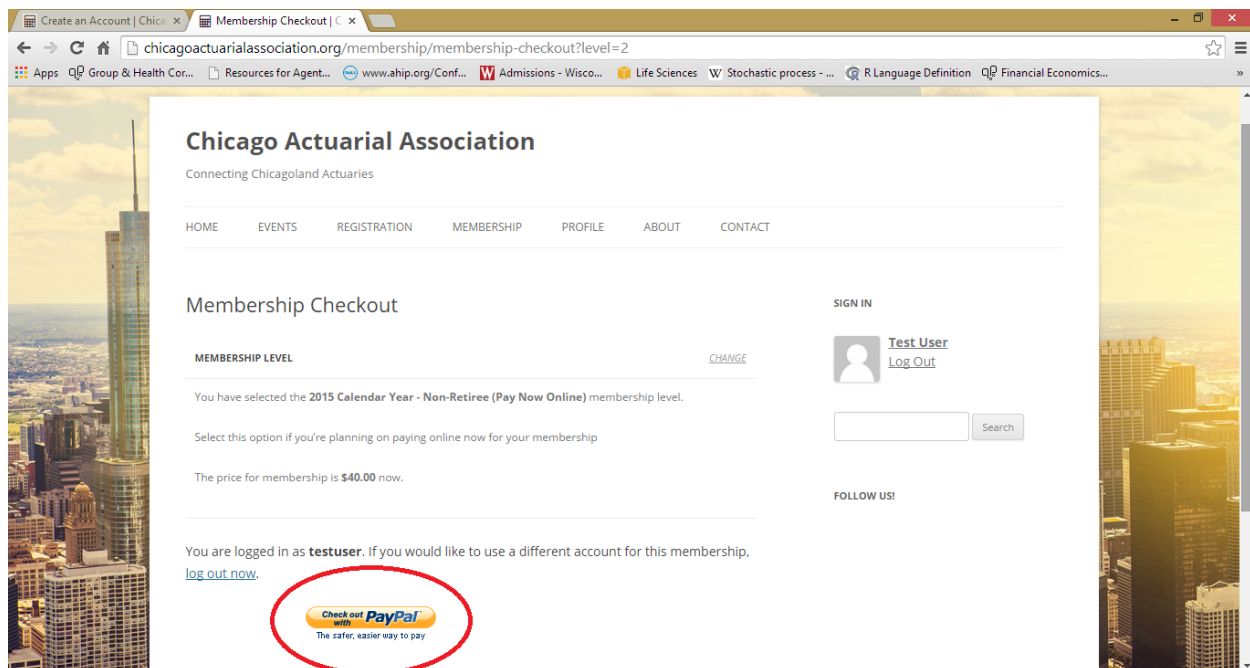 Create an Account | Chica
Membership Checkout | C
chicagoactuarialassociation.org/membership/membership-checkout?level=2
Apps
Group & Health Cor...
Resources for Agent...
www.ahip.org/Conf...
Admissions - Wisco...
Life Sciences
Stochastic process - ...
R Language Definition
Financial Economics...
Chicago Actuarial Association
Connecting Chicagoland Actuaries
HOME EVENTS REGISTRATION MEMBERSHIP PROFILE ABOUT CONTACT
Membership Checkout
MEMBERSHIP LEVEL CHANGE
You have selected the 2015 Calendar Year - Non-Retiree (Pay Now Online) membership level.
Select this option if you're planning on paying online now for your membership
The price for membership is $40.00 now.
You are logged in as testuser. If you would like to use a different account for this membership,
log out now.
Check out with PayPal
The safer, easier way to pay
SIGN IN
Test User
Log Out
Search
FOLLOW US!